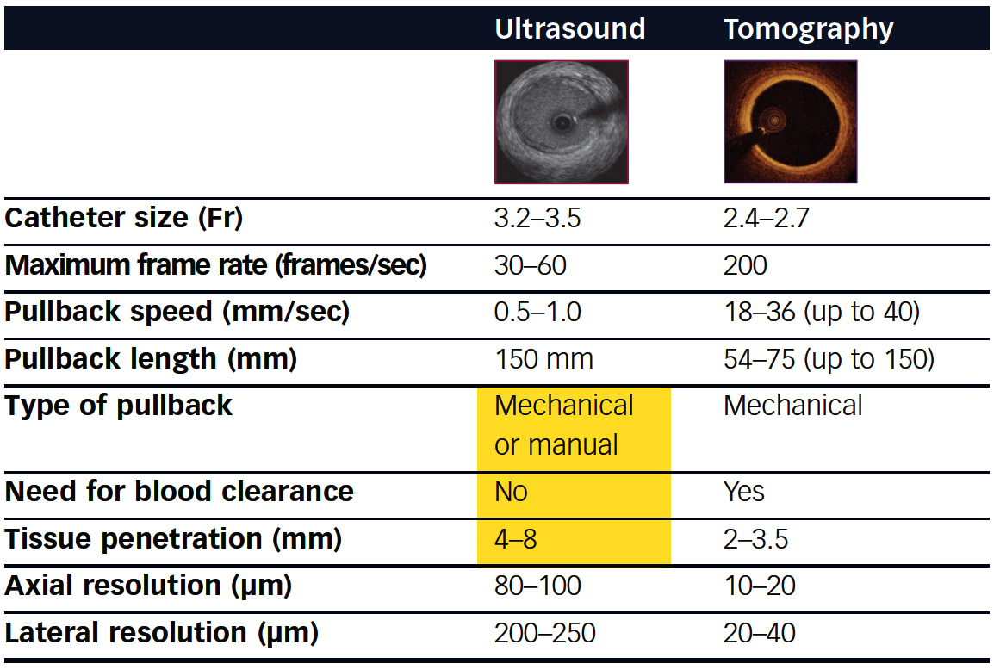 Ultrasound Tomography
Catheter size (Fr) 3.2–3.5 2.4–2.7
Maximum frame rate (frames/sec) 30–60 200
Pullback speed (mm/sec) 0.5–1.0 18–36 (up to 40)
Pullback length (mm) 150 mm 54–75 (up to 150)
Type of pullback Mechanical Mechanical
or manual
Need for blood clearance No Yes
Tissue penetration (mm) 4–8 2–3.5
Axial resolution (µm) 80–100 10–20
Lateral resolution (µm) 200–250 20–40